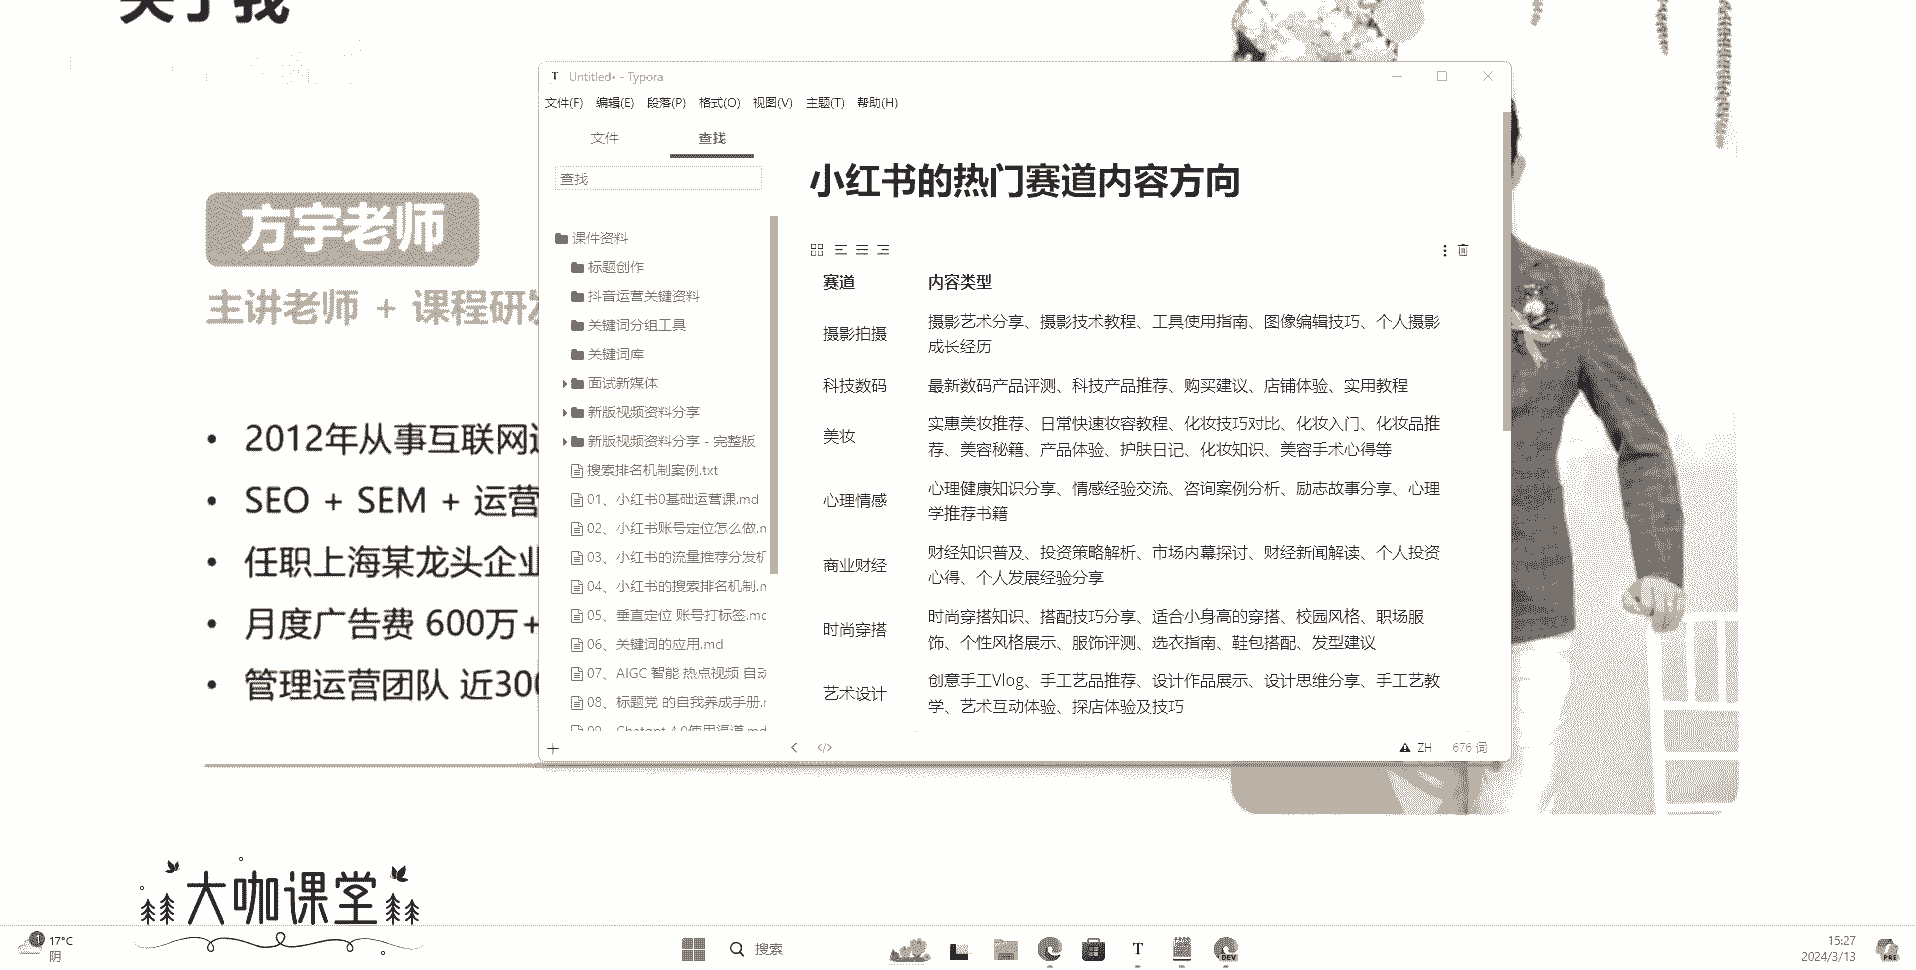 关于我
方宇老师
主讲老师 + 课程研发
2012年从事互联网
SEO + SEM + 运营
任职上海某龙头企业
月度广告费 600万+
管理运营团队 近300
大咖课堂
Untitled• - Typora
文件(F) 编辑(E) 段落(P) 格式(O) 视图(V) 主题(T) 帮助(H)
文件 查找
查找
课件资料
标题创作
抖音运营关键资料
关键词分组工具
关键词库
面试新媒体
新版视频资料分享
新版视频资料分享 - 完整版
搜索排名机制案例.txt
01、小红书0基础运营课.md
02、小红书账号定位怎么做.m
03、小红书的流量推荐分发机
04、小红书的搜索排名机制.m
05、垂直定位 账号打标签.mc
06、关键词的应用.md
07、AIGC 智能 热点视频 自动
08、标题党 的自我养成手册.r
09、Chatgpt 4.0使用渠道.md
小红书的热门赛道内容方向
赛道 内容类型
摄影拍摄 摄影艺术分享、摄影技术教程、工具使用指南、图像编辑技巧、个人摄影
成长经历
科技数码 最新数码产品评测、科技产品推荐、购买建议、店铺体验、实用教程
美妆 实惠美妆推荐、日常快速妆容教程、化妆技巧对比、化妆入门、化妆品推
荐、美容秘籍、产品体验、护肤日记、化妆知识、美容手术心得等
心理情感 心理健康知识分享、情感经验交流、咨询案例分析、励志故事分享、心理
学推荐书籍
商业财经 财经知识普及、投资策略解析、市场内幕探讨、财经新闻解读、个人投资
心得、个人发展经验分享
时尚穿搭 时尚穿搭知识、搭配技巧分享、适合小身高的穿搭、校园风格、职场服
饰、个性风格展示、服饰评测、选衣指南、鞋包搭配、发型建议
艺术设计 创意手工Vlog、手工艺品推荐、设计作品展示、设计思维分享、手工艺教
学、艺术互动体验、探店体验及技巧
ZH 676 词
1 17°C
阴
搜索
T
DEV
15:27
2024/3/13
PRE